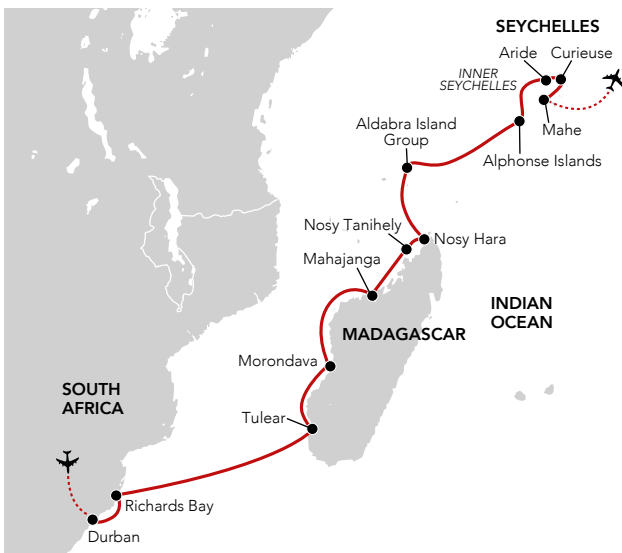 SEYCHELLES
Aride
Curieuse
INNER
SEYCHELLES
Mahe
Aldabra Island
Group
Alphonse Islands
Nosy Tanihely
Nosy Hara
Mahajanga
INDIAN
OCEAN
MADAGASCAR
Morondava
SOUTH
AFRICA
Tulear
Richards Bay
Durban